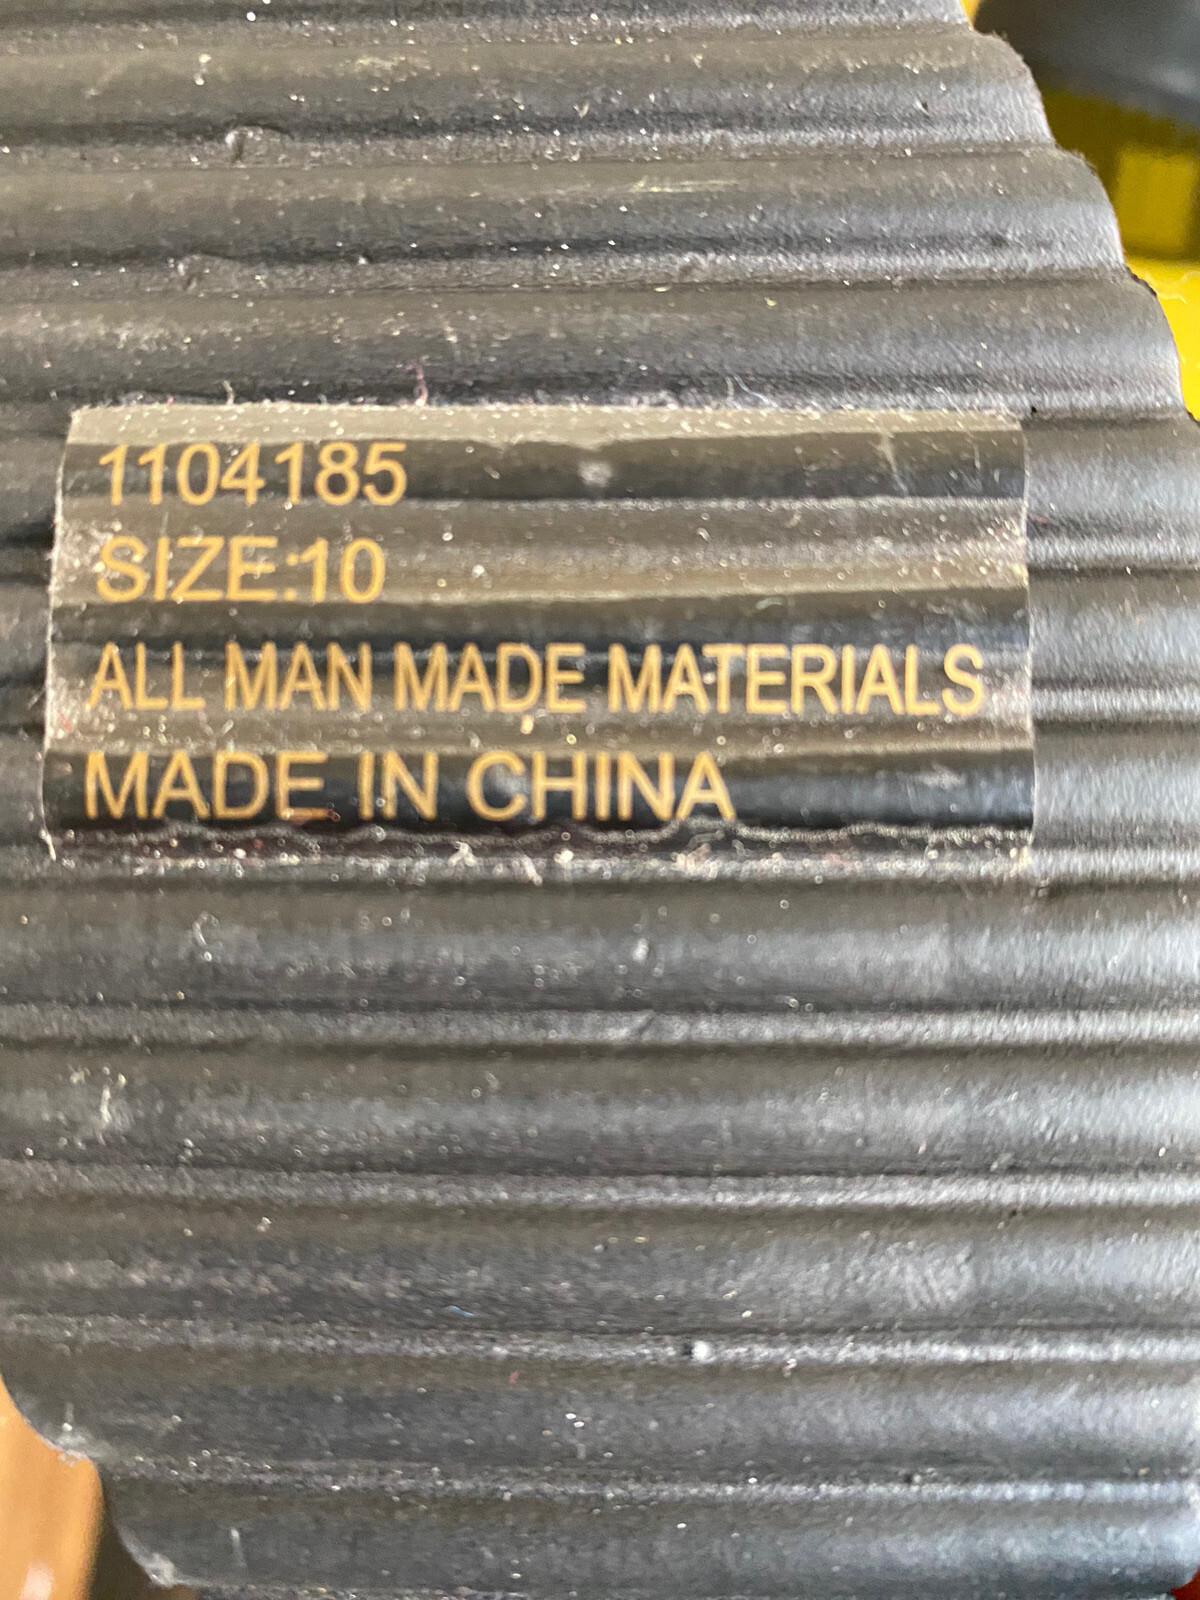 1104185
SIZE:10
ALL MAN MADE MATERIALS
MADE IN CHINA